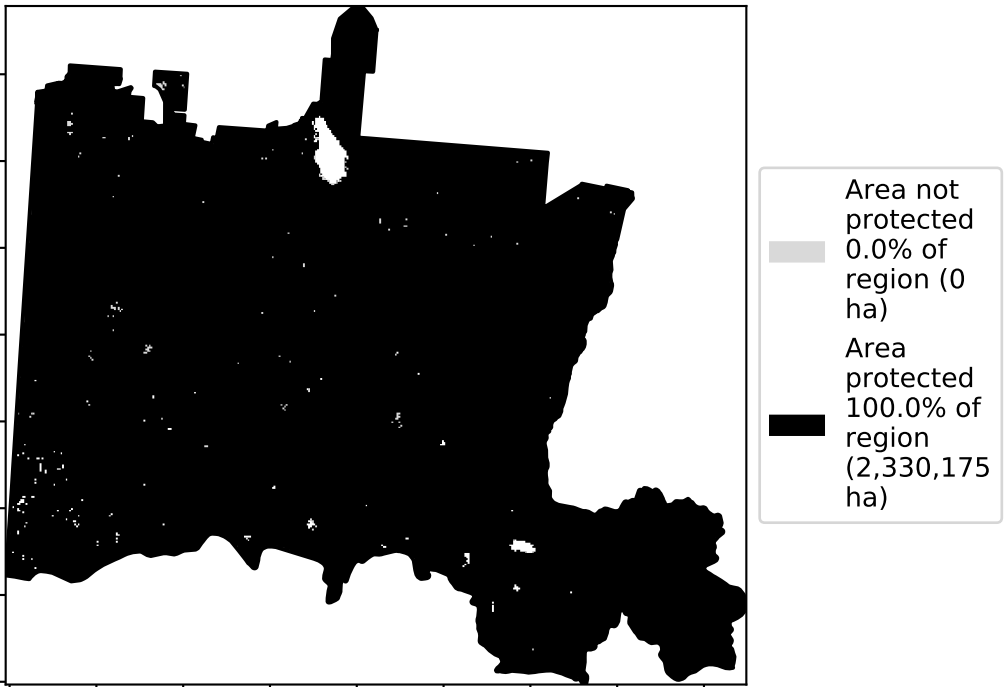 Area not
protected
0.0% of
region (0
ha)
Area
protected
100.0% of
region
(2,330,175
ha)